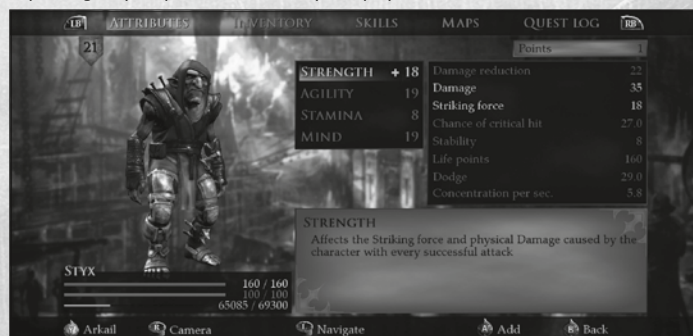 LB ATTRIBUTES INVENTORY SKILLS MAPS QUEST LOG RB
21
Points 1
STRENGTH + 18
AGILITY 19
STAMINA 8
MIND 19
Damage reduction 22
Damage 35
Striking force 18
Chance of critical hit 27.0
Stability 8
Life points 160
Dodge 29.0
Concentration per sec. 5.8
STRENGTH
Affects the Striking force and physical Damage caused by the
character with every successful attack
STYX
160 / 160
100 / 100
65085 / 69300
Y Arkail R Camera L Navigate A Add B Back